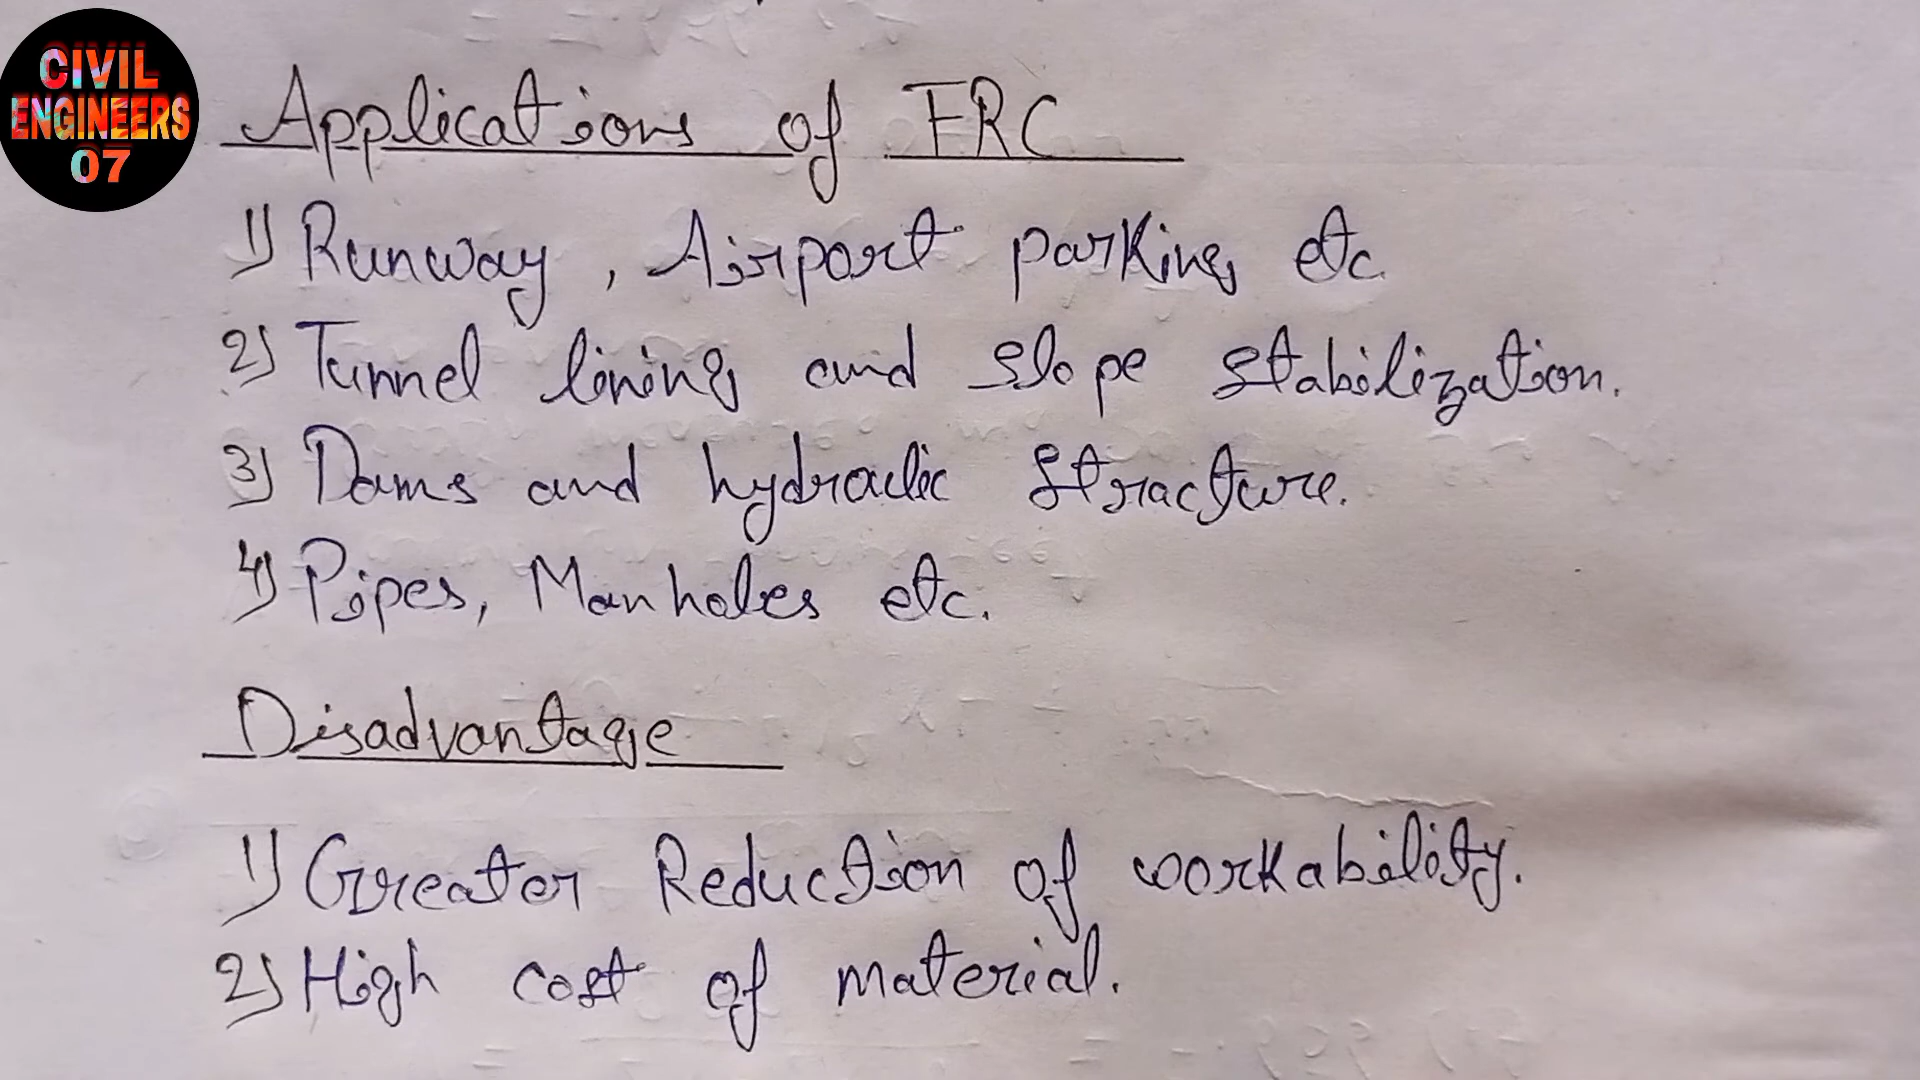 CIVIL
ENGINEERS
07
Applications of FRC
1) Runway, Airport parking etc.
2) Tunnel lining and slope stabilization.
3) Dams and hydraulic structure.
4) Pipes, Manholes etc.
Disadvantage
1) Greater Reduction of workability.
2) High cost of material.